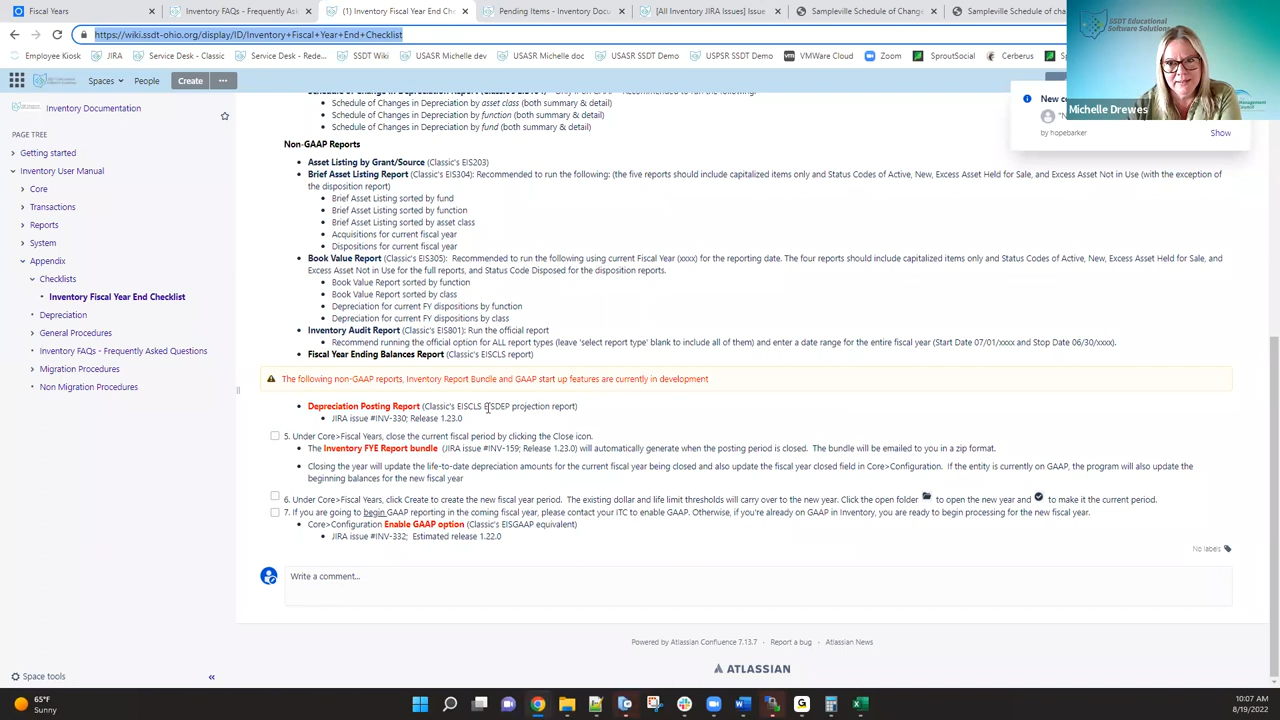 Fiscal Years
Inventory FAQs - Frequently Ask
(1) Inventory Fiscal Year End Che
Pending Items - Inventory Docu
[All Inventory JIRA Issues] Issue
Sampleville Schedule of Change
Sampleville Schedule of cha
https://wiki.ssdt-ohio.org/display/ID/Inventory+Fiscal+Year+End+Checklist
Employee Kiosk
JIRA
Service Desk - Classic
Service Desk - Rede...
SSDT Wiki
USASR Michelle dev
USASR Michelle doc
USASR SSDT Demo
USPSR SSDT Demo
VMWare Cloud
Zoom
SproutSocial
Cerberus
SSDT Educational
Software Solutions
Michelle Drewes
Management
Council
Spaces
People
Create
New c
by hopebarker
Show
Inventory Documentation
PAGE TREE
Getting started
Inventory User Manual
Core
Transactions
Reports
System
Appendix
Checklists
Inventory Fiscal Year End Checklist
Depreciation
General Procedures
Inventory FAQs - Frequently Asked Questions
Migration Procedures
Non Migration Procedures
Space tools
Schedule of Changes in Depreciation by asset class (both summary & detail)
Schedule of Changes in Depreciation by function (both summary & detail)
Schedule of Changes in Depreciation by fund (both summary & detail)
Non-GAAP Reports
Asset Listing by Grant/Source (Classic's EIS203)
Brief Asset Listing Report (Classic's EIS304): Recommended to run the following: (the five reports should include capitalized items only and Status Codes of Active, New, Excess Asset Held for Sale, and Excess Asset Not in Use (with the exception of
the disposition report)
Brief Asset Listing sorted by fund
Brief Asset Listing sorted by function
Brief Asset Listing sorted by asset class
Acquisitions for current fiscal year
Dispositions for current fiscal year
Book Value Report (Classic's EIS305): Recommended to run the following using current Fiscal Year (xxxx) for the reporting date. The four reports should include capitalized items only and Status Codes of Active, New, Excess Asset Held for Sale, and
Excess Asset Not in Use for the full reports, and Status Code Disposed for the disposition reports.
Book Value Report sorted by function
Book Value Report sorted by class
Depreciation for current FY dispositions by function
Depreciation for current FY dispositions by class
Inventory Audit Report (Classic's EIS801): Run the official report
Recommend running the official option for ALL report types (leave 'select report type' blank to include all of them) and enter a date range for the entire fiscal year (Start Date 07/01/xxxx and Stop Date 06/30/xxxx).
Fiscal Year Ending Balances Report (Classic's EISCLS report)
The following non-GAAP reports, Inventory Report Bundle and GAAP start up features are currently in development
Depreciation Posting Report (Classic's EISCLS EISDEP projection report)
JIRA issue #INV-330; Release 1.23.0
5. Under Core>Fiscal Years, close the current fiscal period by clicking the Close icon.
The Inventory FYE Report bundle (JIRA issue #INV-159; Release 1.23.0) will automatically generate when the posting period is closed. The bundle will be emailed to you in a zip format.
Closing the year will update the life-to-date depreciation amounts for the current fiscal year being closed and also update the fiscal year closed field in Core>Configuration. If the entity is currently on GAAP, the program will also update the
beginning balances for the new fiscal year
6. Under Core>Fiscal Years, click Create to create the new fiscal year period. The existing dollar and life limit thresholds will carry over to the new year. Click the open folder to open the new year and to make it the current period.
7. If you are going to begin GAAP reporting in the coming fiscal year, please contact your ITC to enable GAAP. Otherwise, if you're already on GAAP in Inventory, you are ready to begin processing for the new fiscal year.
Core>Configuration Enable GAAP option (Classic's EISGAAP equivalent)
JIRA issue #INV-332; Estimated release 1.22.0
No labels
Write a comment...
Powered by Atlassian Confluence 7.13.7 · Report a bug · Atlassian News
ATLASSIAN
65°F
Sunny
10:07 AM
8/19/2022